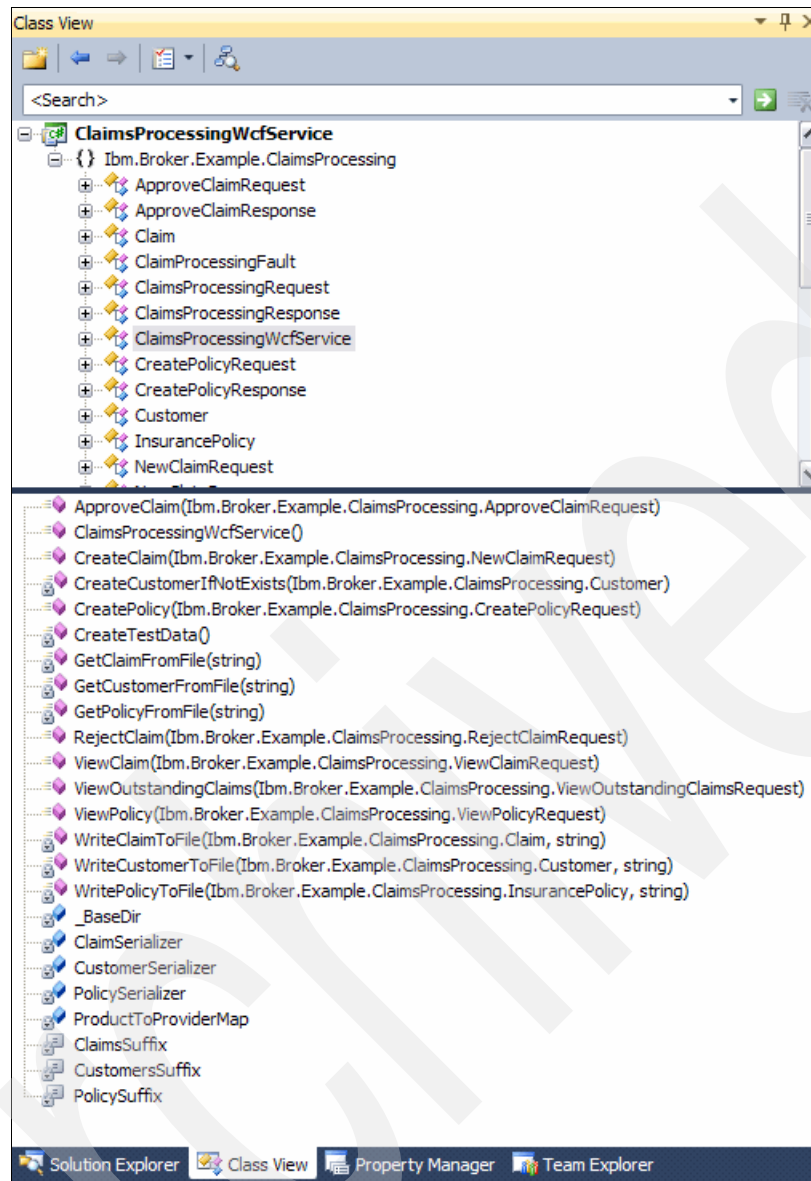 Class View
<Search>
ClaimsProcessingWcfService
{} Ibm.Broker.Example.ClaimsProcessing
ApproveClaimRequest
ApproveClaimResponse
Claim
ClaimProcessingFault
ClaimsProcessingRequest
ClaimsProcessingResponse
ClaimsProcessingWcfService
CreatePolicyRequest
CreatePolicyResponse
Customer
InsurancePolicy
NewClaimRequest
ApproveClaim(Ibm.Broker.Example.ClaimsProcessing.ApproveClaimRequest)
ClaimsProcessingWcfService()
CreateClaim(Ibm.Broker.Example.ClaimsProcessing.NewClaimRequest)
CreateCustomerIfNotExists(Ibm.Broker.Example.ClaimsProcessing.Customer)
CreatePolicy(Ibm.Broker.Example.ClaimsProcessing.CreatePolicyRequest)
CreateTestData()
GetClaimFromFile(string)
GetCustomerFromFile(string)
GetPolicyFromFile(string)
RejectClaim(Ibm.Broker.Example.ClaimsProcessing.RejectClaimRequest)
ViewClaim(Ibm.Broker.Example.ClaimsProcessing.ViewClaimRequest)
ViewOutstandingClaims(Ibm.Broker.Example.ClaimsProcessing.ViewOutstandingClaimsRequest)
ViewPolicy(Ibm.Broker.Example.ClaimsProcessing.ViewPolicyRequest)
WriteClaimToFile(Ibm.Broker.Example.ClaimsProcessing.Claim, string)
WriteCustomerToFile(Ibm.Broker.Example.ClaimsProcessing.Customer, string)
WritePolicyToFile(Ibm.Broker.Example.ClaimsProcessing.InsurancePolicy, string)
_BaseDir
ClaimSerializer
CustomerSerializer
PolicySerializer
ProductToProviderMap
ClaimsSuffix
CustomersSuffix
PolicySuffix
Solution Explorer Class View Property Manager Team Explorer